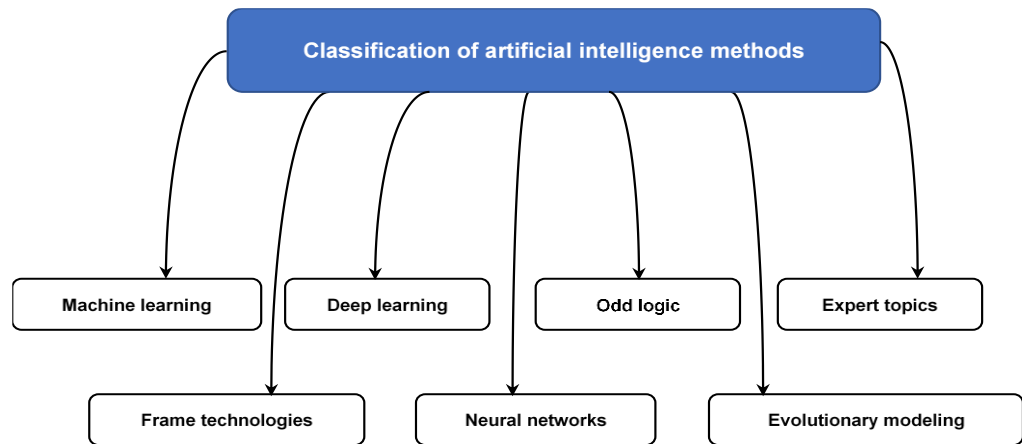 Classification of artificial intelligence methods
Machine learning
Deep learning
Odd logic
Expert topics
Frame technologies
Neural networks
Evolutionary modeling